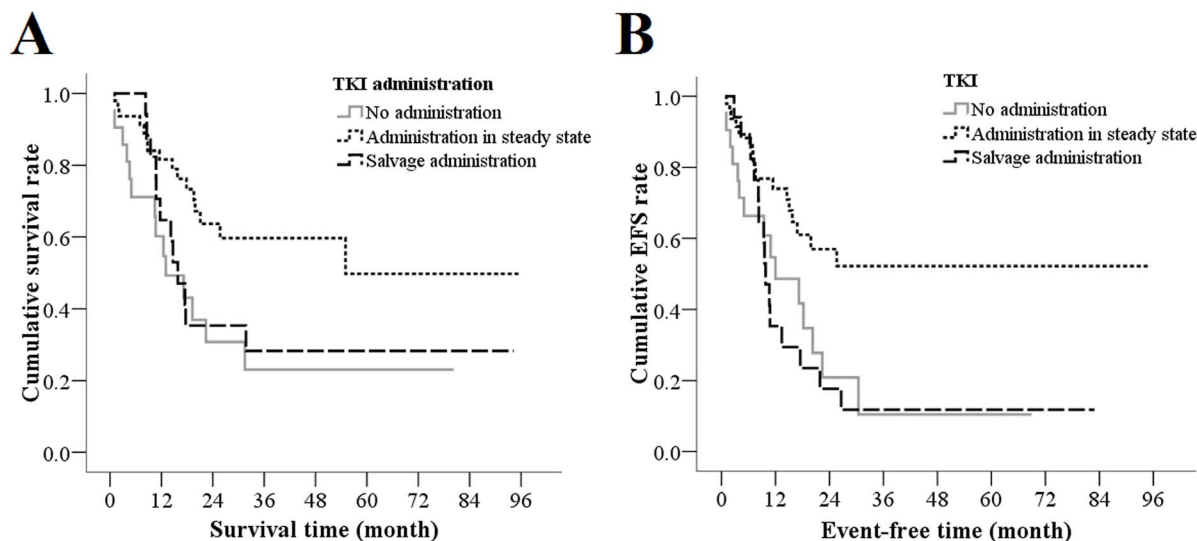 A
Cumulative survival rate
1.0
0.8
0.6
0.4
0.2
0.0
TKI administration
No administration
Administration in steady state
Salvage administration
0 12 24 36 48 60 72 84 96
Survival time (month)
B
Cumulative EFS rate
1.0
0.8
0.6
0.4
0.2
0.0
TKI
No administration
Administration in steady state
Salvage administration
0 12 24 36 48 60 72 84 96
Event-free time (month)